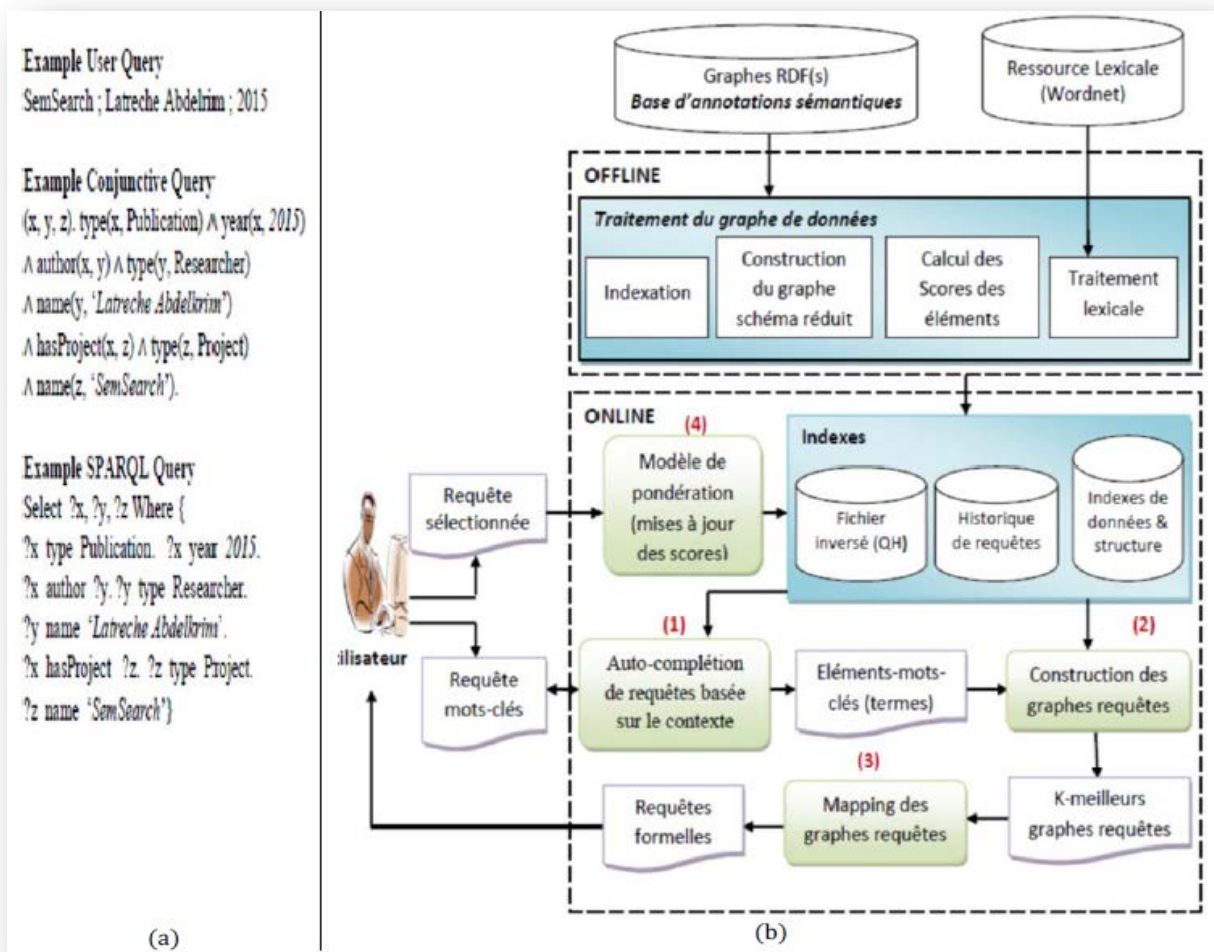 Example User Query
SemSearch ; Latreche Abdelrim ; 2015
Example Conjunctive Query
(x, y, z). type(x, Publication) ∧ year(x, 2015)
∧ author(x, y) ∧ type(y, Researcher)
∧ name(y, ‘Latreche Abdelkrim’)
∧ hasProject(x, z) ∧ type(z, Project)
∧ name(z, ‘SemSearch’).
Example SPARQL Query
Select ?x, ?y, ?z Where {
?x type Publication. ?x year 2015.
?x author ?y. ?y type Researcher.
?y name ‘Latreche Abdelkrim’.
?x hasProject ?z. ?z type Project.
?z name ‘SemSearch’}
(a)
Graphes RDF(s)
Base d’annotations sémantiques
Ressource Lexicale
(Wordnet)
OFFLINE
Traitement du graphe de données
Indexation
Construction
du graphe
schéma réduit
Calcul des
Scores des
éléments
Traitement
lexicale
ONLINE
(4)
Modèle de
pondération
(mises à jour
des scores)
Indexes
Fichier
inversé (QH)
Historique
de requêtes
Indexes de
données &
structure
Requête
sélectionnée
ilisateur
Requête
mots-clés
(1)
Auto-complétion
de requêtes basée
sur le contexte
Eléments-mots-
clés (termes)
(2)
Construction des
graphes requêtes
(3)
Requêtes
formelles
Mapping des
graphes requêtes
K-meilleurs
graphes requêtes
(b)